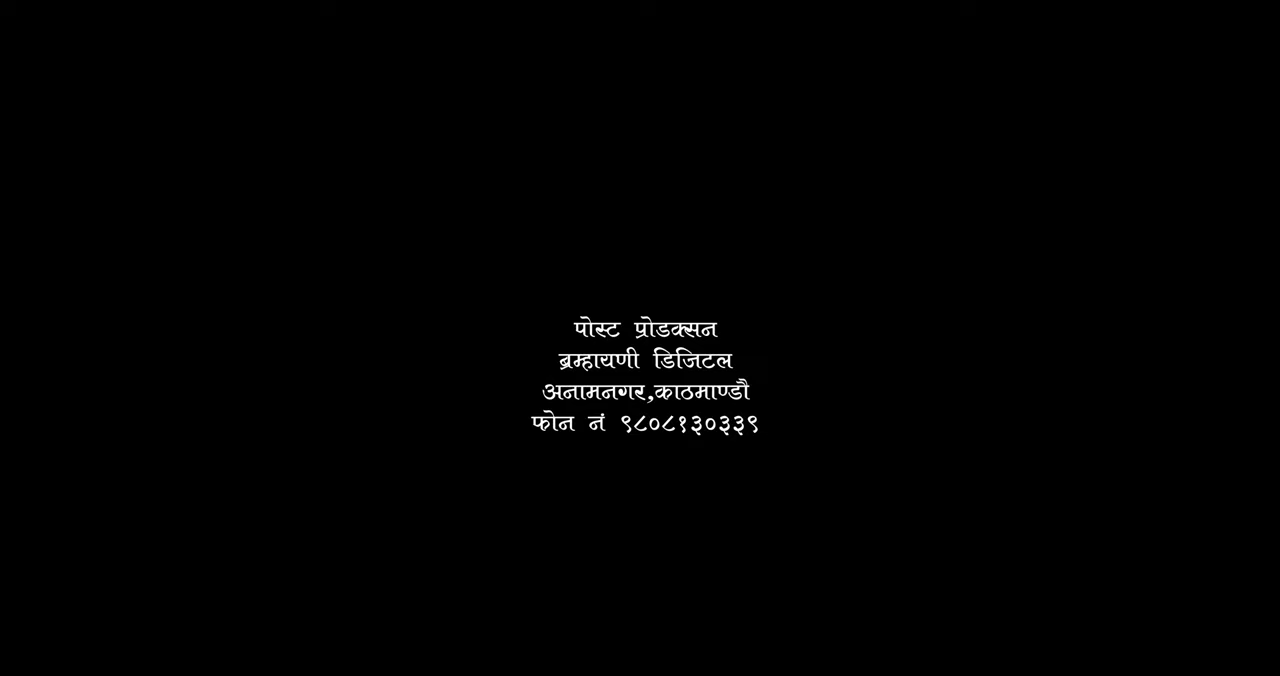 पोस्ट प्रोडक्सन
ब्रम्हायणी डिजिटल
अनामनगर,काठमाण्डौ
फोन नं ९८०८१३०३३९